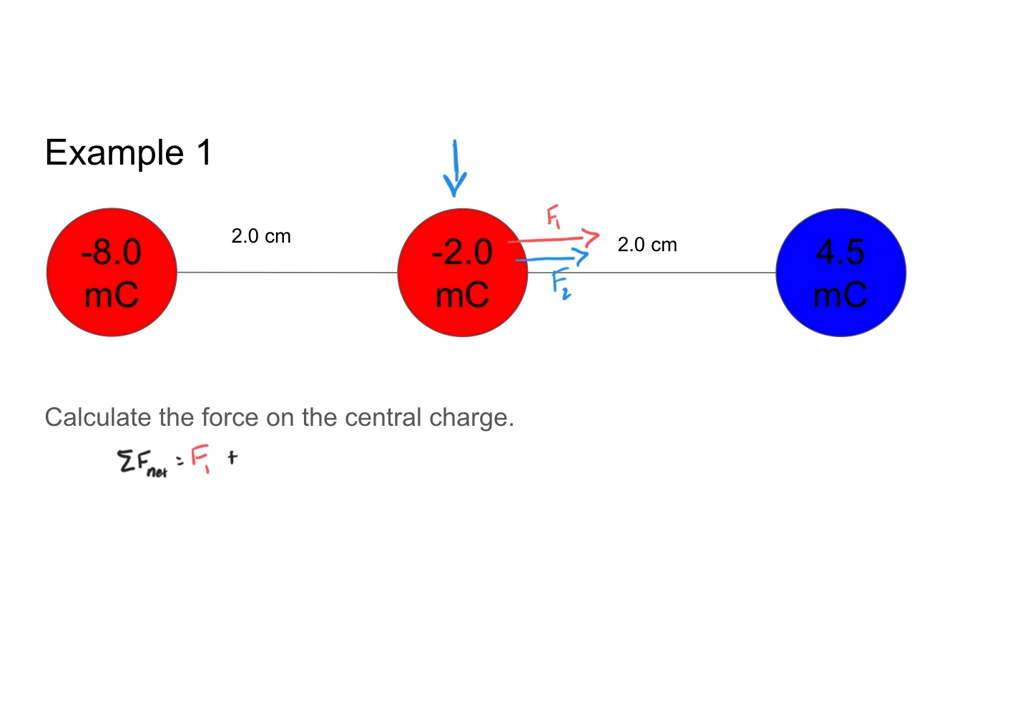 Example 1
-8.0
mC
2.0 cm
-2.0
mC
F₁
F₂
2.0 cm
4.5
mC
Calculate the force on the central charge.
ΣFnet = F₁ +